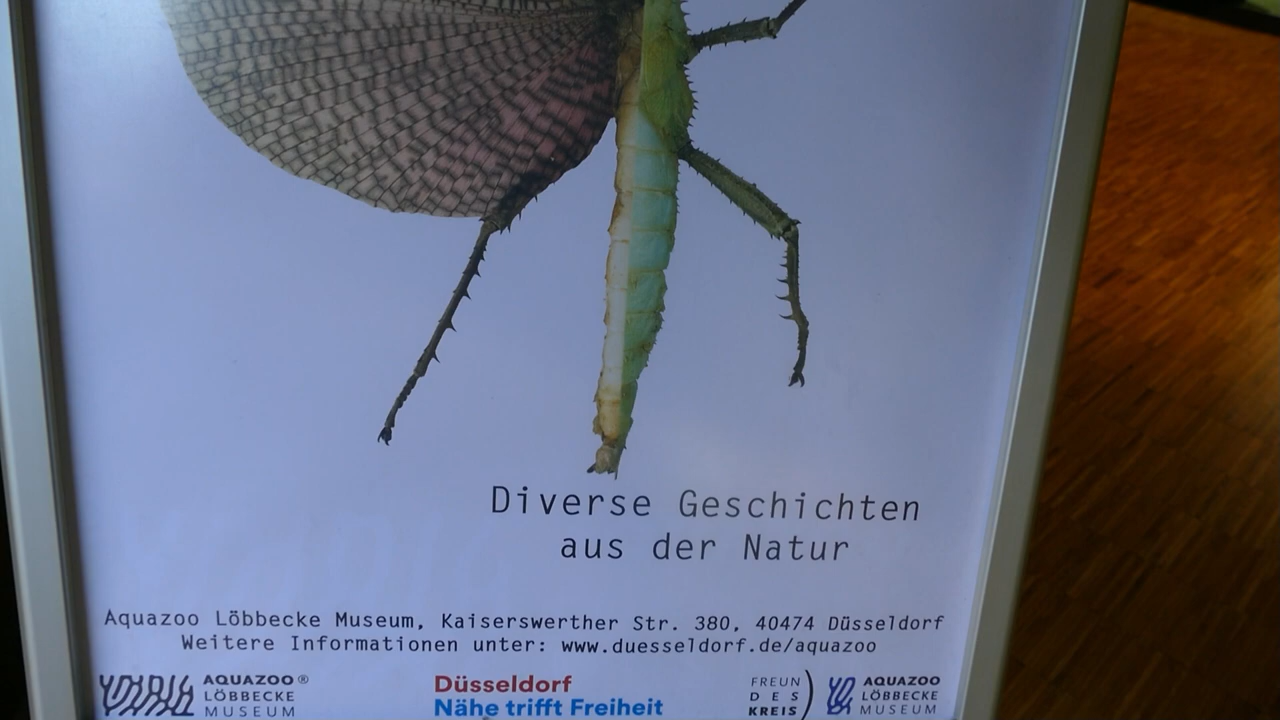 Diverse Geschichten
aus der Natur
Aquazoo Löbbecke Museum, Kaiserswerther Str. 380, 40474 Düsseldorf
Weitere Informationen unter: www.duesseldorf.de/aquazoo
AQUAZOO®
LÖBBECKE
MUSEUM
Düsseldorf
Nähe trifft Freiheit
FREUN
DES
KREIS
AQUAZOO
LÖBBECKE
MUSEUM